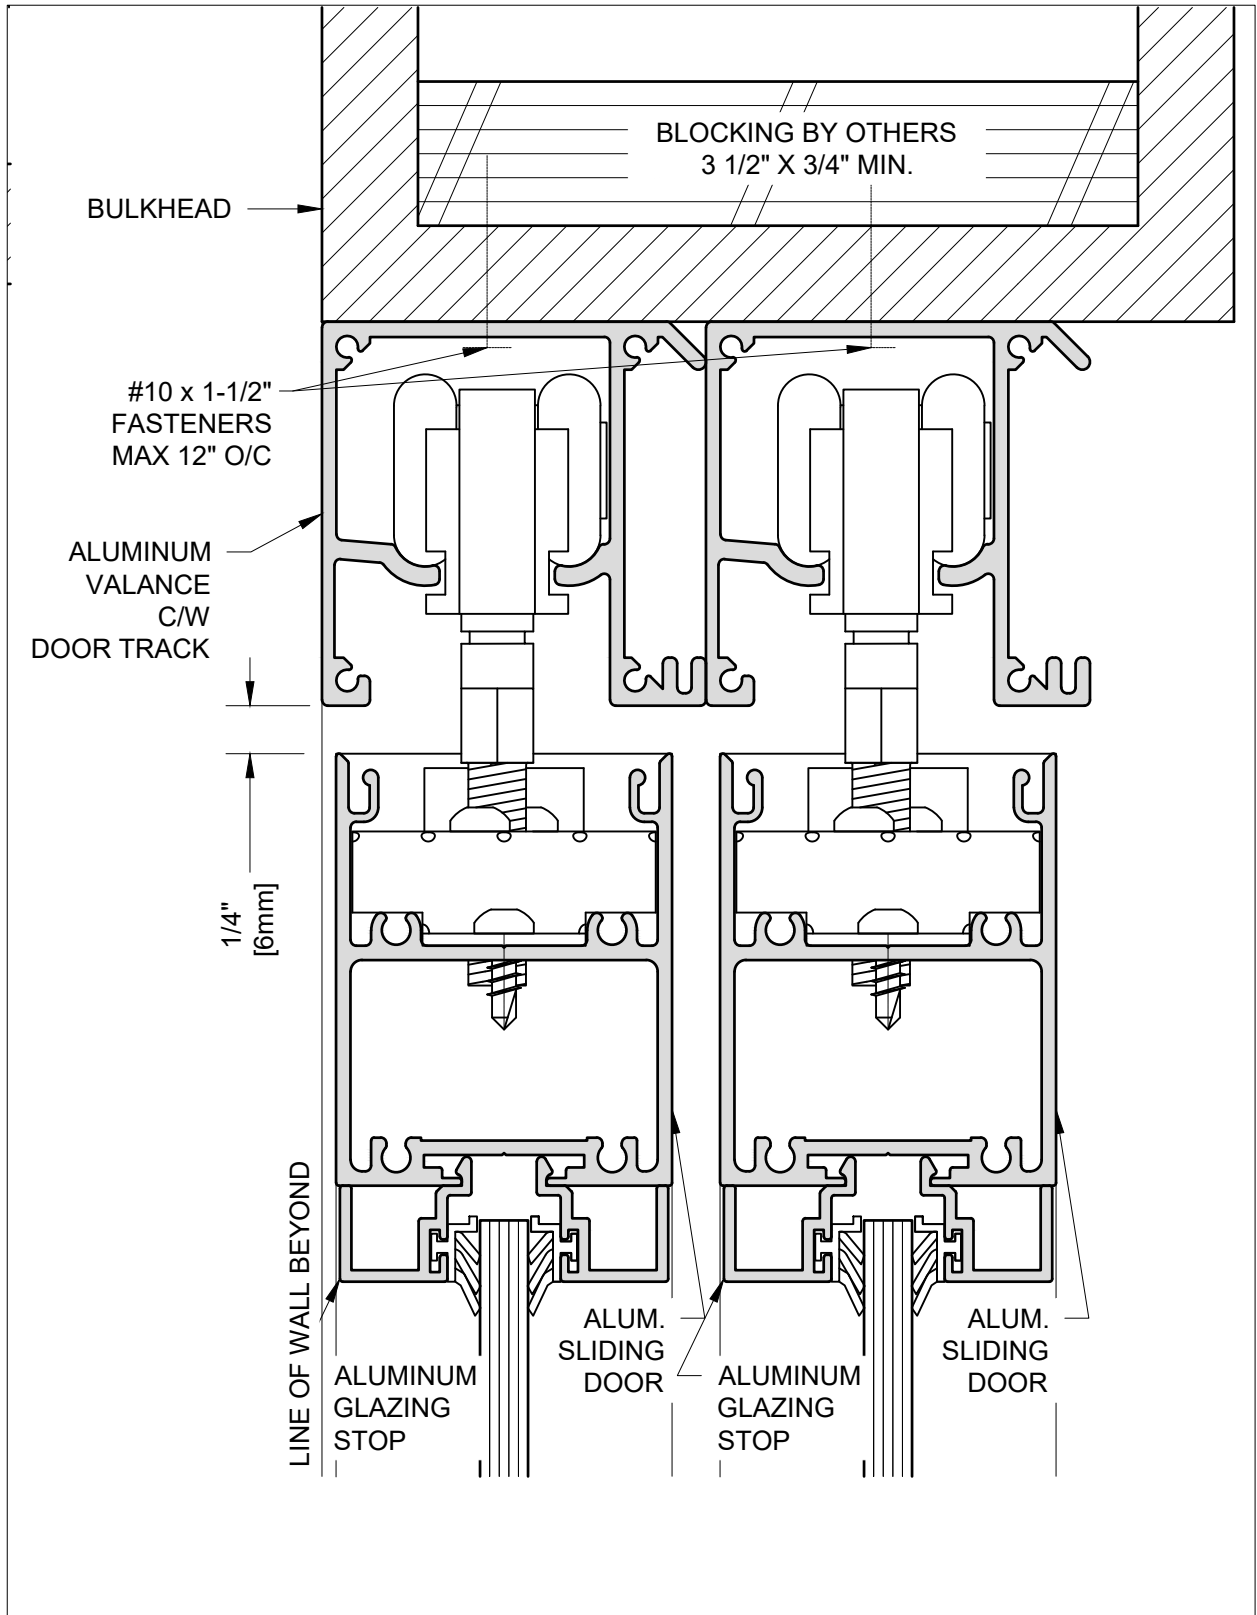 BLOCKING BY OTHERS
3 1/2" X 3/4" MIN.
BULKHEAD
#10 x 1-1/2"
FASTENERS
MAX 12" O/C
ALUMINUM
VALANCE
C/W
DOOR TRACK
1/4"
[6mm]
LINE OF WALL BEYOND
ALUMINUM
GLAZING
STOP
ALUM.
SLIDING
DOOR
ALUMINUM
GLAZING
STOP
ALUM.
SLIDING
DOOR